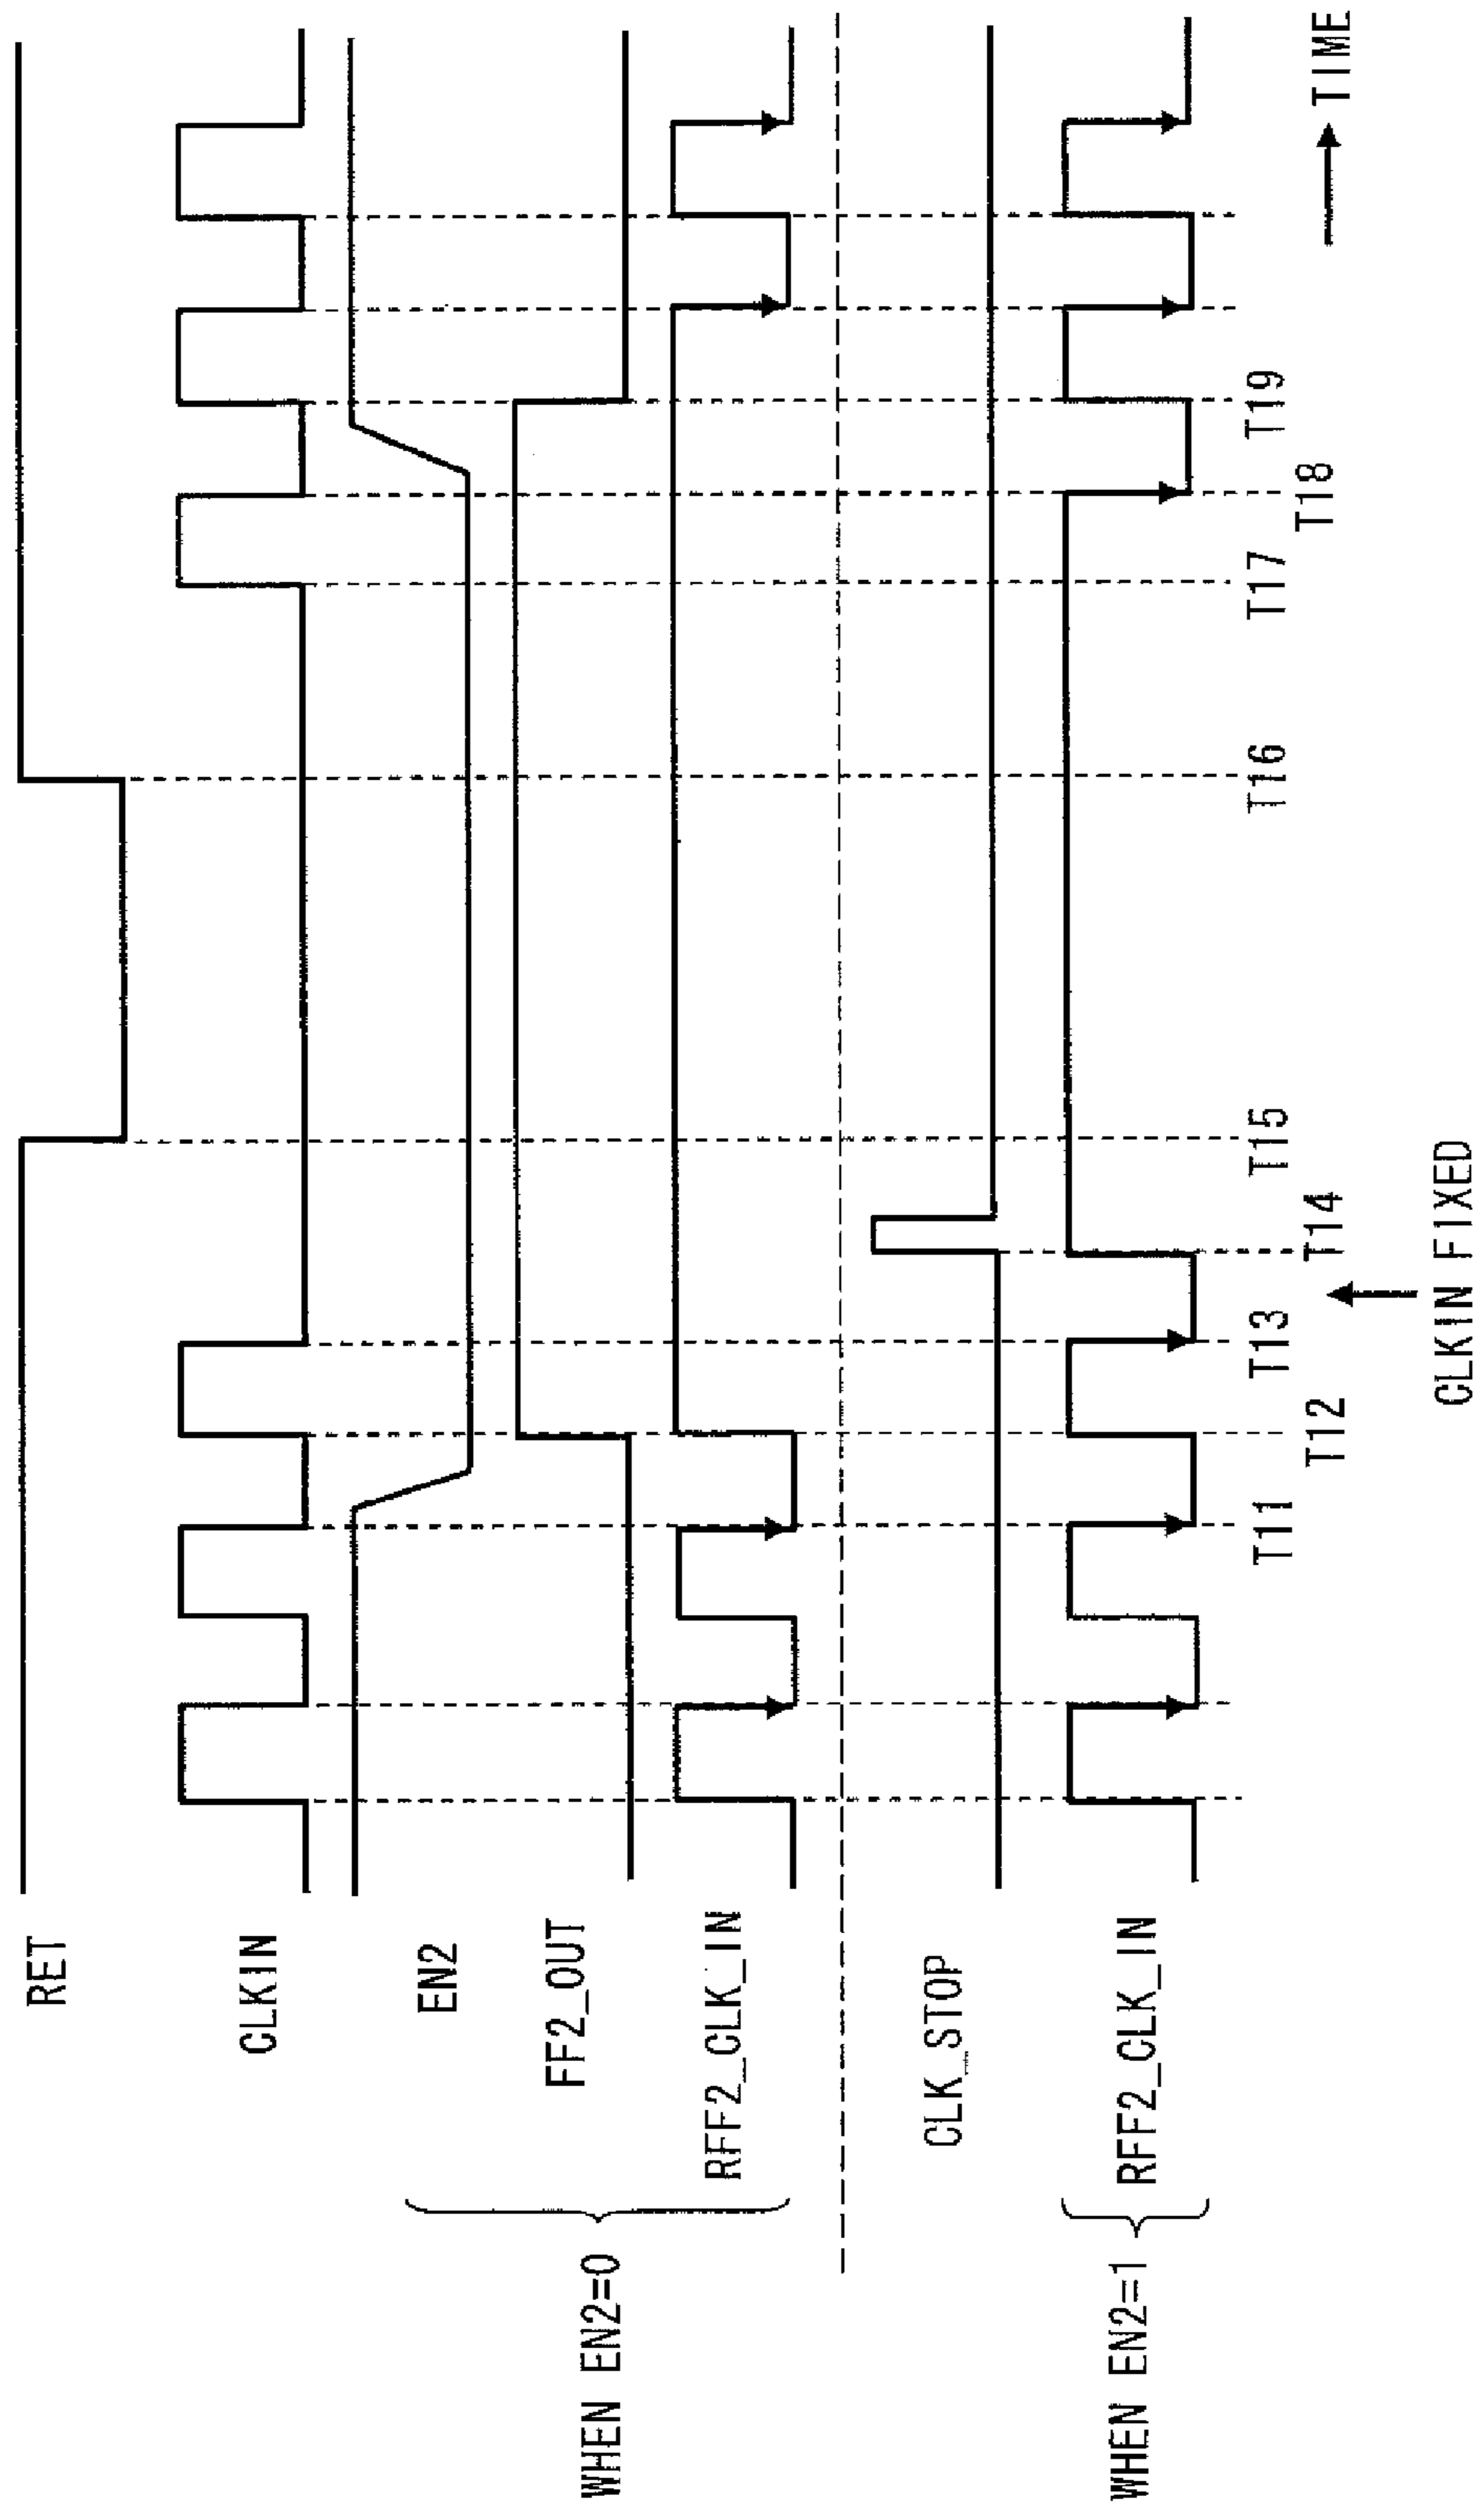 RET
CLKIN
EN2
FF2_OUT
RFF2_CLK_IN
WHEN EN2=0
CLK_STOP
RFF2_CLK_IN
WHEN EN2=1
T11
T12
T13
T14
T15
T16
T17
T18
T19
CLKIN FIXED
TIME